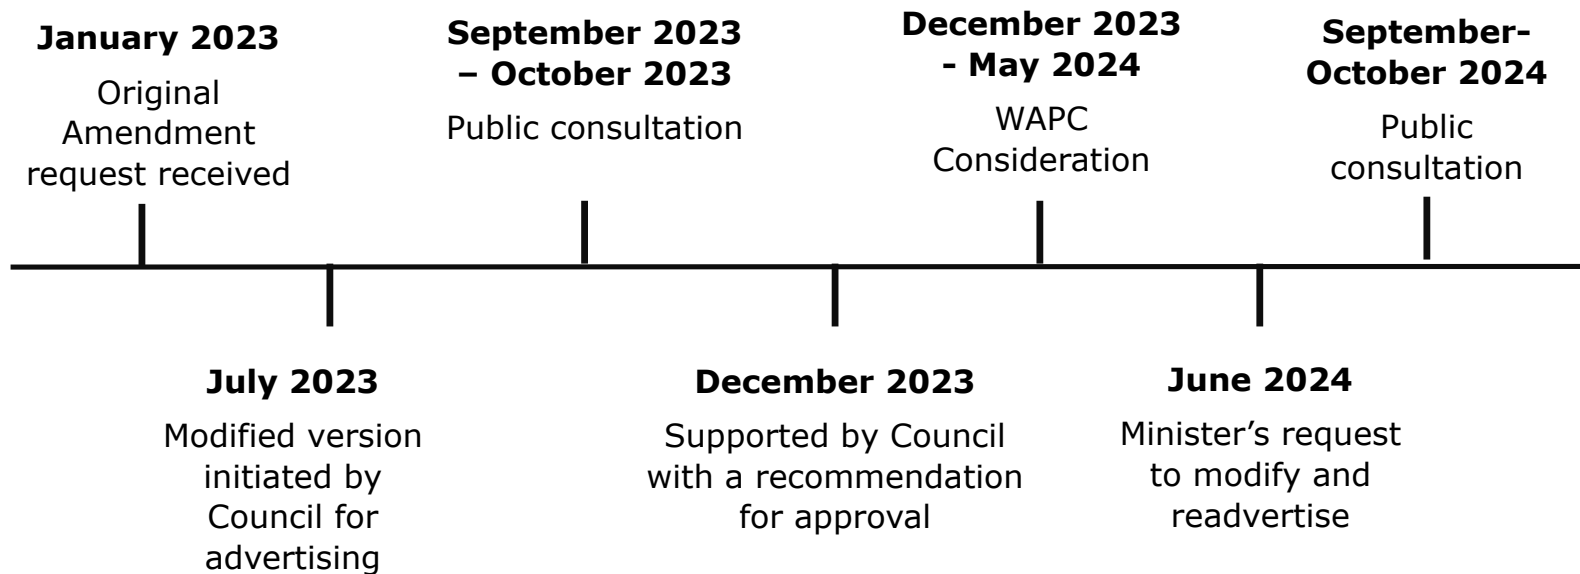 January 2023
Original
Amendment
request received
September 2023
– October 2023
Public consultation
December 2023
- May 2024
WAPC
Consideration
September-
October 2024
Public
consultation
July 2023
Modified version
initiated by
Council for
advertising
December 2023
Supported by Council
with a recommendation
for approval
June 2024
Minister’s request
to modify and
readvertise